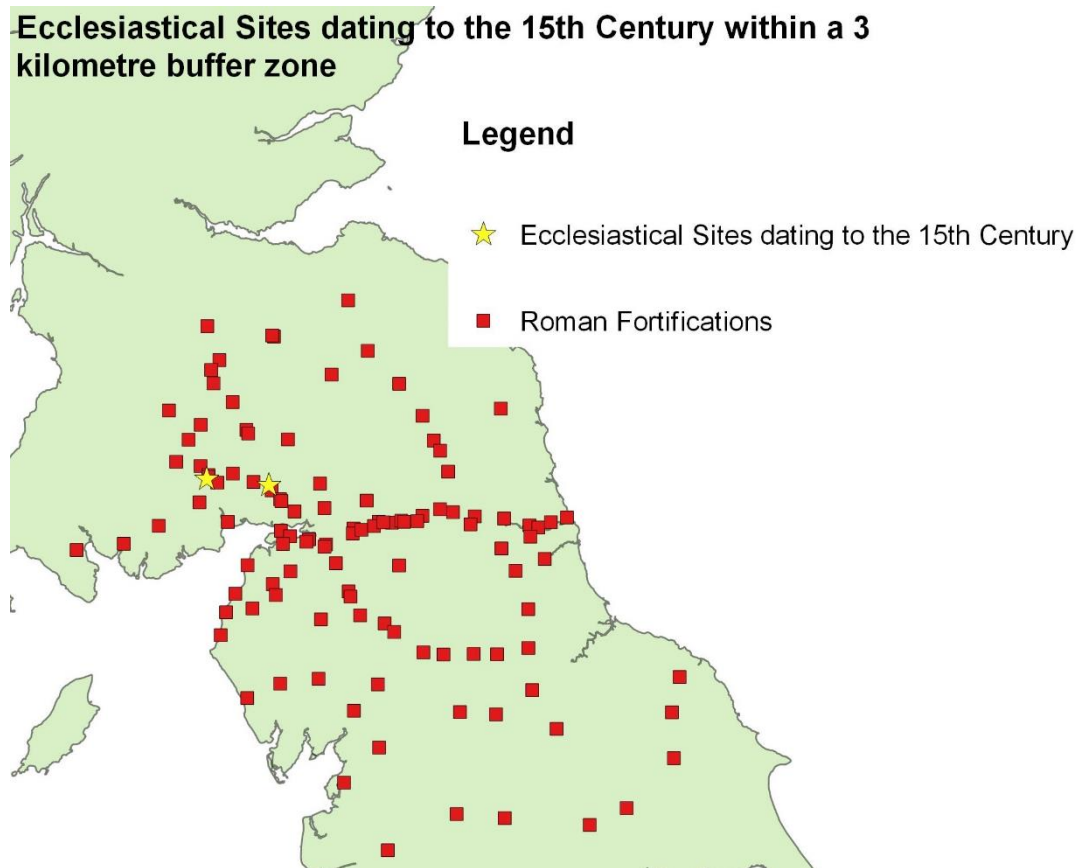 Ecclesiastical Sites dating to the 15th Century within a 3
kilometre buffer zone
Legend
Ecclesiastical Sites dating to the 15th Century
Roman Fortifications